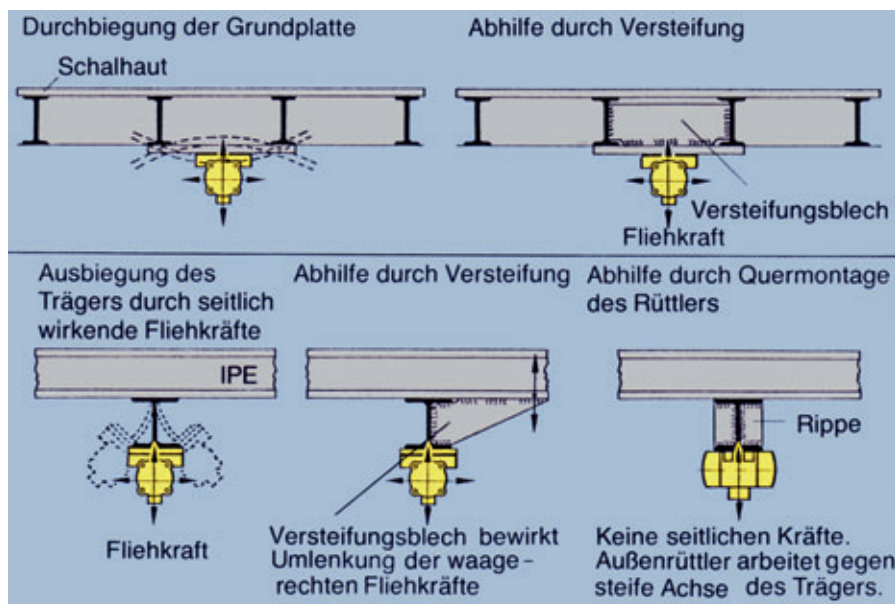 Durchbiegung der Grundplatte
Schalhaut
Abhilfe durch Versteifung
Versteifungsblech
Fliehkraft
Ausbiegung des
Trägers durch seitlich
wirkende Fliehkräfte
IPE
Fliehkraft
Abhilfe durch Versteifung
Versteifungsblech bewirkt
Umlenkung der waage-
rechten Fliehkräfte
Abhilfe durch Quermontage
des Rüttlers
Rippe
Keine seitlichen Kräfte.
Außenrüttler arbeitet gegen
steife Achse des Trägers.